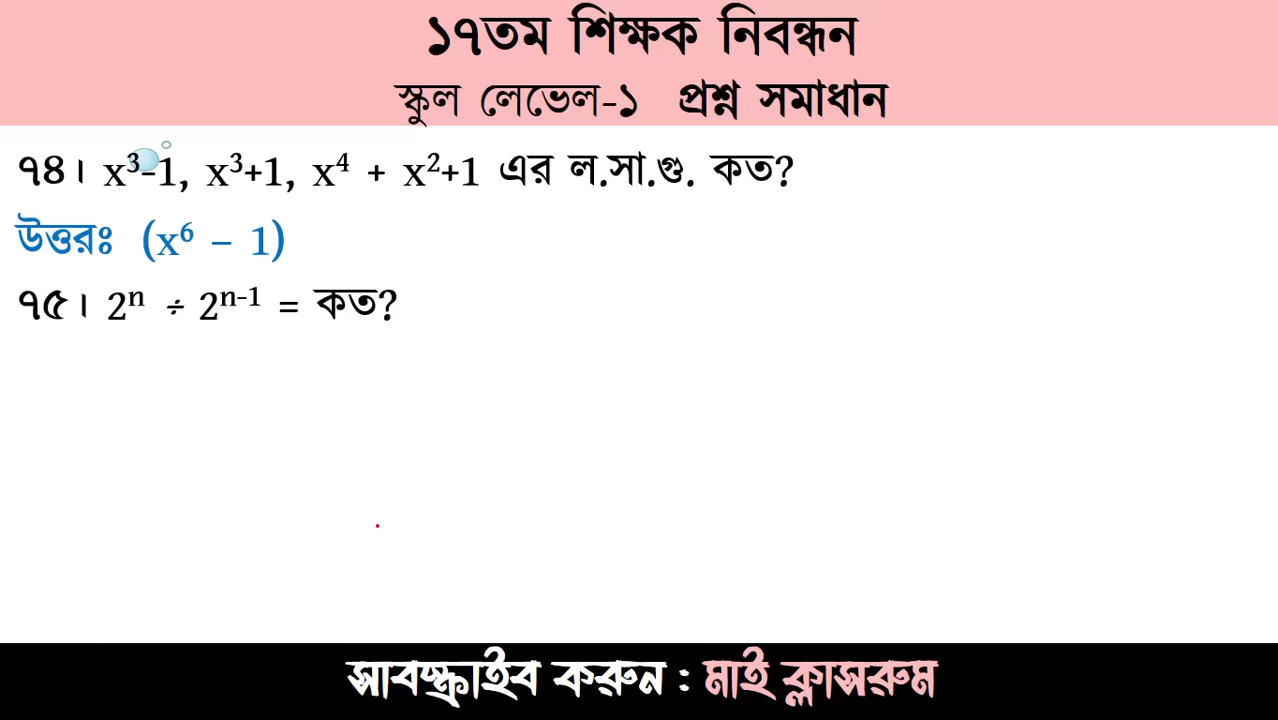 ১৭তম শিক্ষক নিবন্ধন
স্কুল লেভেল-১ প্রশ্ন সমাধান
৭৪। x³-1, x³+1, x⁴ + x²+1 এর ল.সা.গু. কত?
উত্তরঃ (x⁶ – 1)
৭৫। 2ⁿ ÷ 2ⁿ⁻¹ = কত?
সাবস্ক্রাইব করুন : মাই ক্লাসরুম